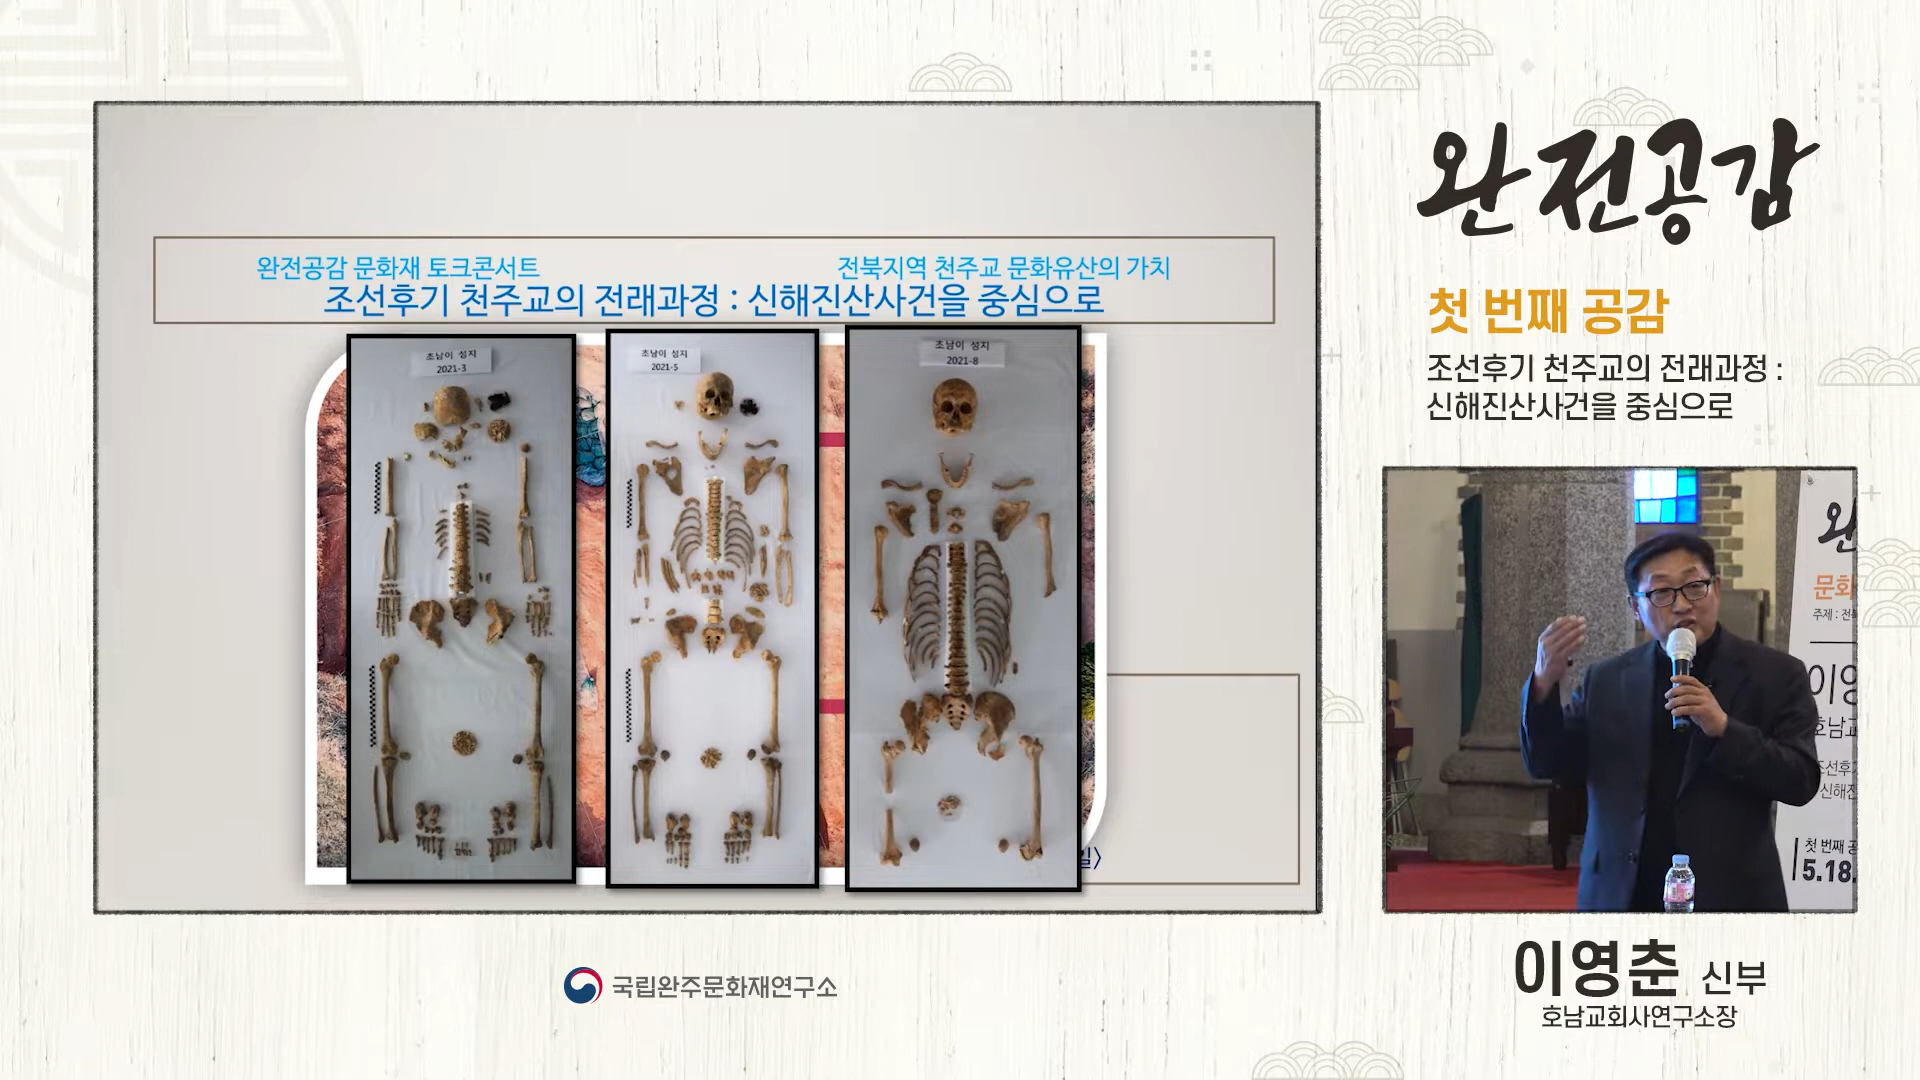 완전공감 문화재 토크콘서트 전북지역 천주교 문화유산의 가치
조선후기 천주교의 전래과정 : 신해진산사건을 중심으로
초남이 성지
2021-3
초남이 성지
2021-5
초남이 성지
2021-8
일〉
완전공감
첫 번째 공감
조선후기 천주교의 전래과정 :
신해진산사건을 중심으로
완
문화
주제 : 전북
이영
호남교
조선후기
신해진
첫 번째 공
5.18.
이영춘 신부
호남교회사연구소장
국립완주문화재연구소